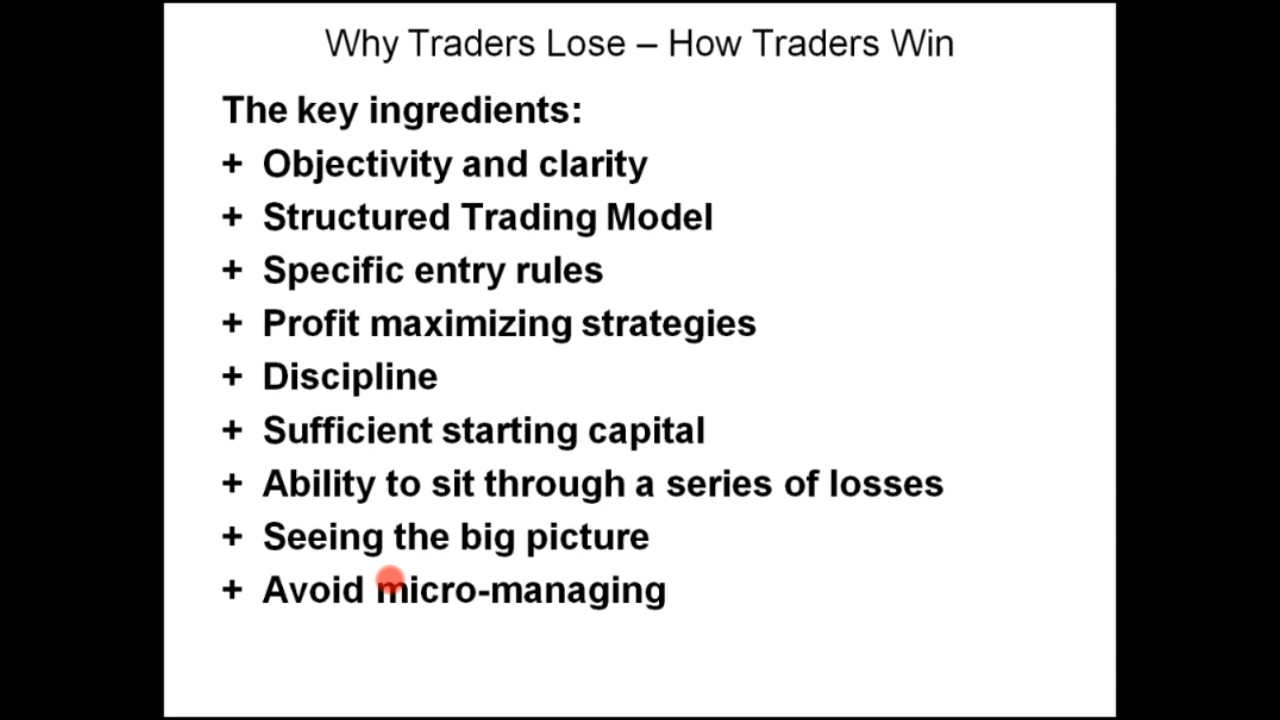 Why Traders Lose – How Traders Win
The key ingredients:
+ Objectivity and clarity
+ Structured Trading Model
+ Specific entry rules
+ Profit maximizing strategies
+ Discipline
+ Sufficient starting capital
+ Ability to sit through a series of losses
+ Seeing the big picture
+ Avoid micro-managing